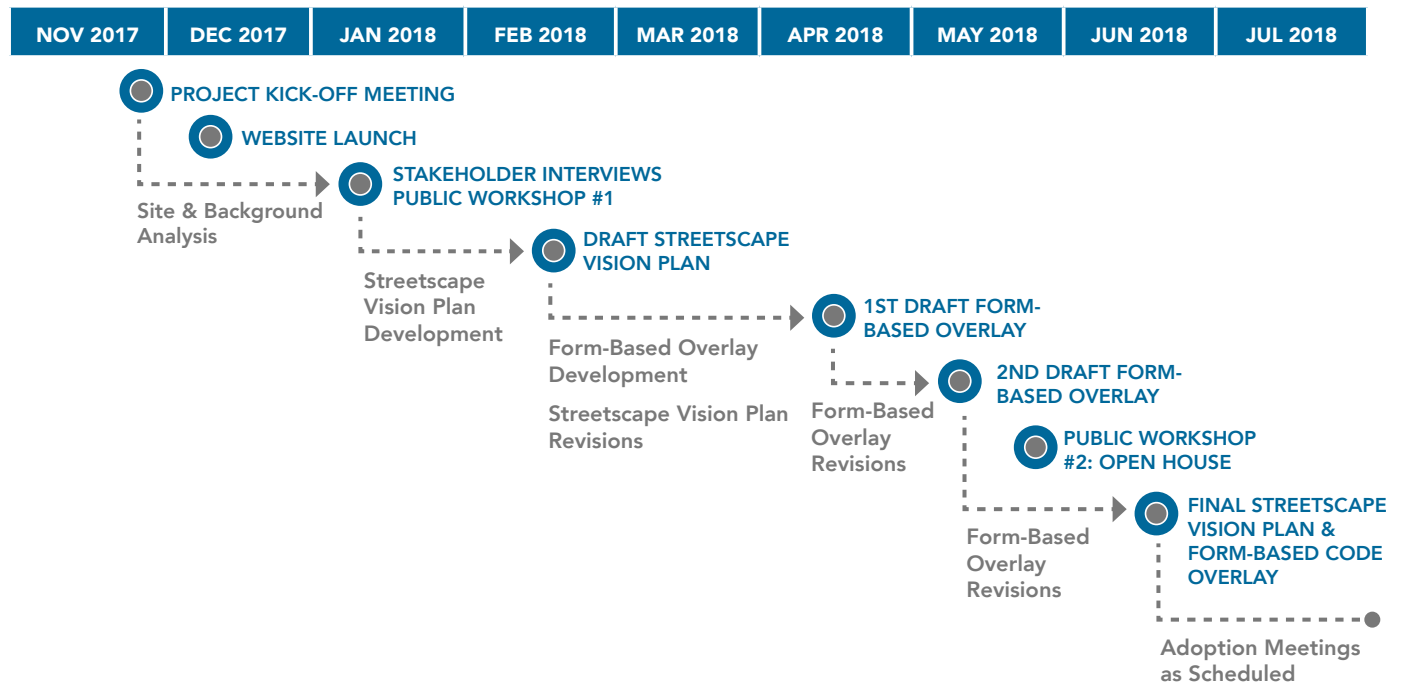 NOV 2017
DEC 2017
JAN 2018
FEB 2018
MAR 2018
APR 2018
MAY 2018
JUN 2018
JUL 2018
PROJECT KICK-OFF MEETING
WEBSITE LAUNCH
STAKEHOLDER INTERVIEWS
PUBLIC WORKSHOP #1
Site & Background
Analysis
DRAFT STREETSCAPE
VISION PLAN
Streetscape
Vision Plan
Development
1ST DRAFT FORM-
BASED OVERLAY
Form-Based Overlay
Development
Streetscape Vision Plan
Revisions
2ND DRAFT FORM-
BASED OVERLAY
Form-Based
Overlay
Revisions
PUBLIC WORKSHOP
#2: OPEN HOUSE
FINAL STREETSCAPE
VISION PLAN &
FORM-BASED CODE
OVERLAY
Form-Based
Overlay
Revisions
Adoption Meetings
as Scheduled